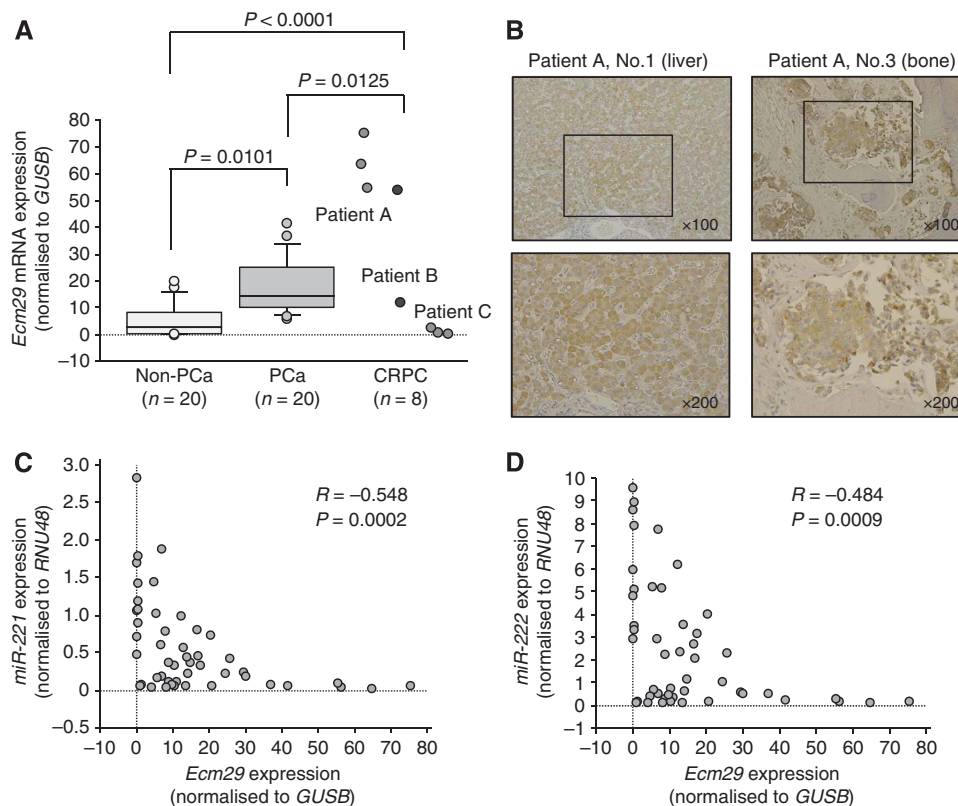 A
P < 0.0001
P = 0.0125
P = 0.0101
Ecm29 mRNA expression
(normalised to GUSB)
80
70
60
50
40
30
20
10
0
−10
Patient A
Patient B
Patient C
Non-PCa
(n = 20)
PCa
(n = 20)
CRPC
(n = 8)
B
Patient A, No.1 (liver)
Patient A, No.3 (bone)
×100
×100
×200
×200
C
miR-221 expression
(normalised to RNU48)
3.0
2.5
2.0
1.5
1.0
0.5
0
−0.5
R = −0.548
P = 0.0002
−10 0 10 20 30 40 50 60 70 80
Ecm29 expression
(normalised to GUSB)
D
miR-222 expression
(normalised to RNU48)
10
9
8
7
6
5
4
3
2
1
0
−1
R = −0.484
P = 0.0009
−10 0 10 20 30 40 50 60 70 80
Ecm29 expression
(normalised to GUSB)